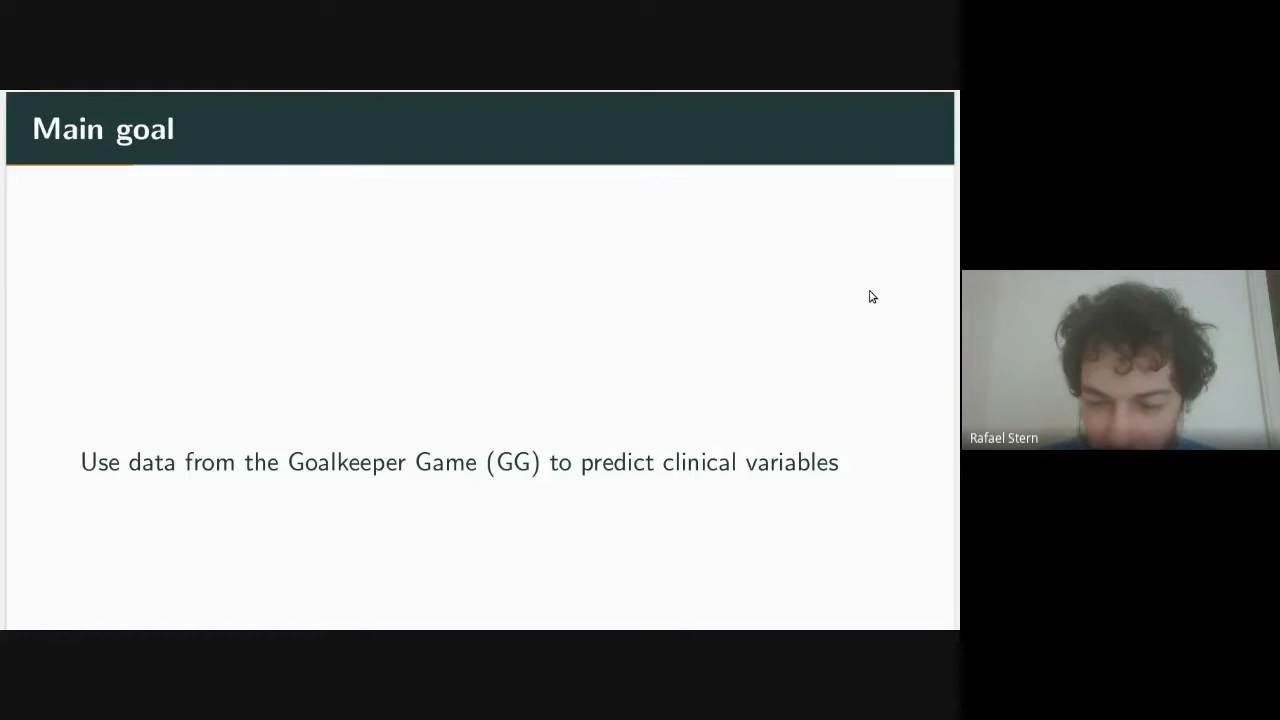 Main goal
Use data from the Goalkeeper Game (GG) to predict clinical variables
Rafael Stern